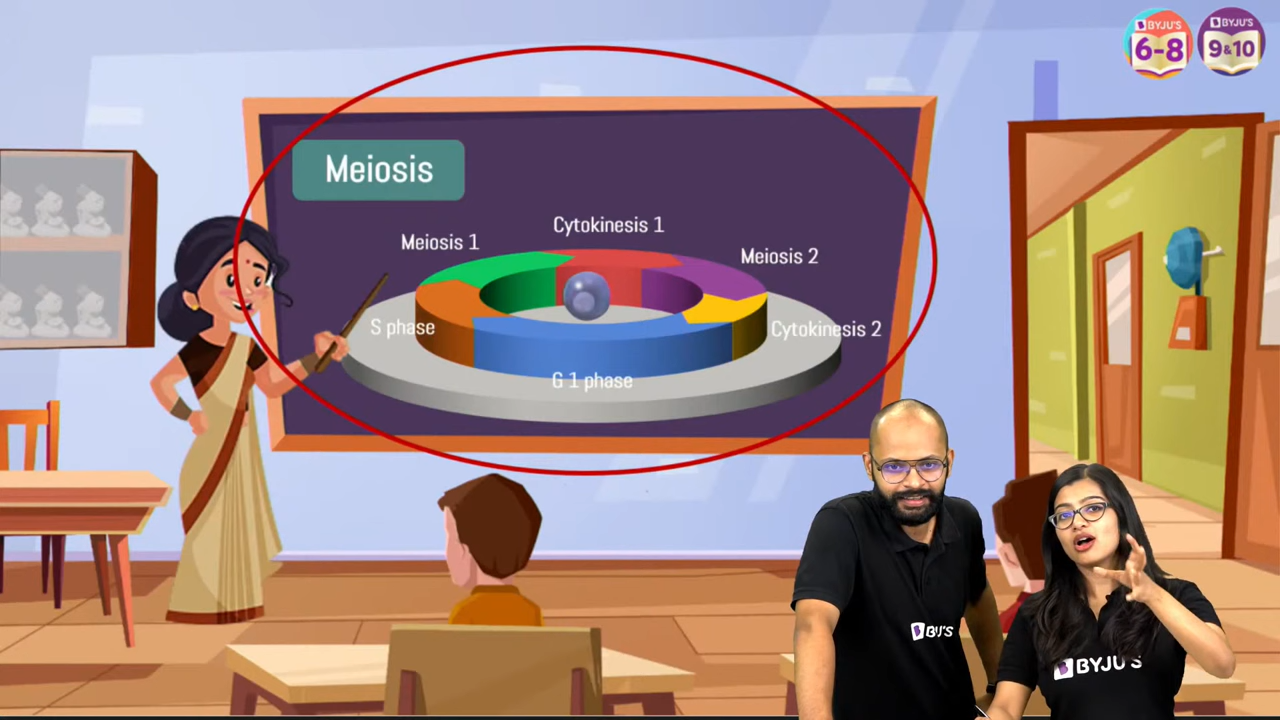 BYJU'S
6-8
BYJU'S
9&10
Meiosis
Cytokinesis 1
Meiosis 1
Meiosis 2
S phase
Cytokinesis 2
G 1 phase
BYJU'S
BYJU'S